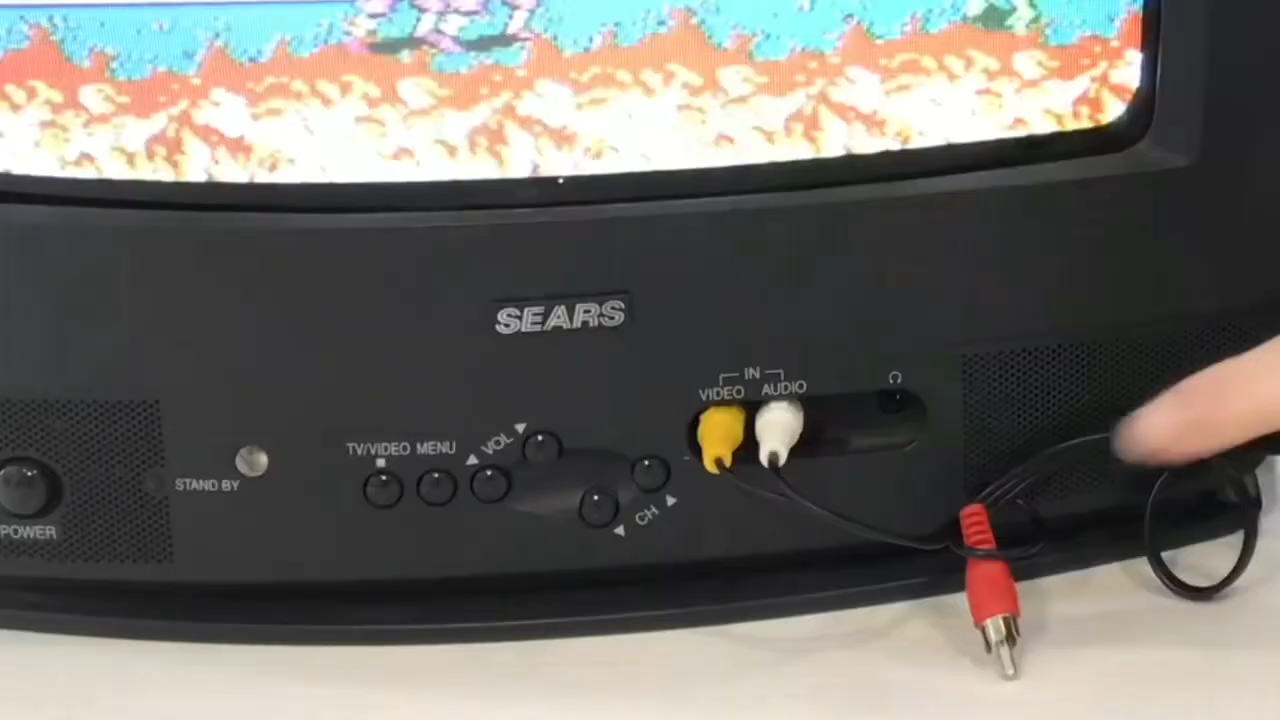 SEARS
IN
VIDEO AUDIO
TV/VIDEO MENU
VOL
STAND BY
CH
POWER